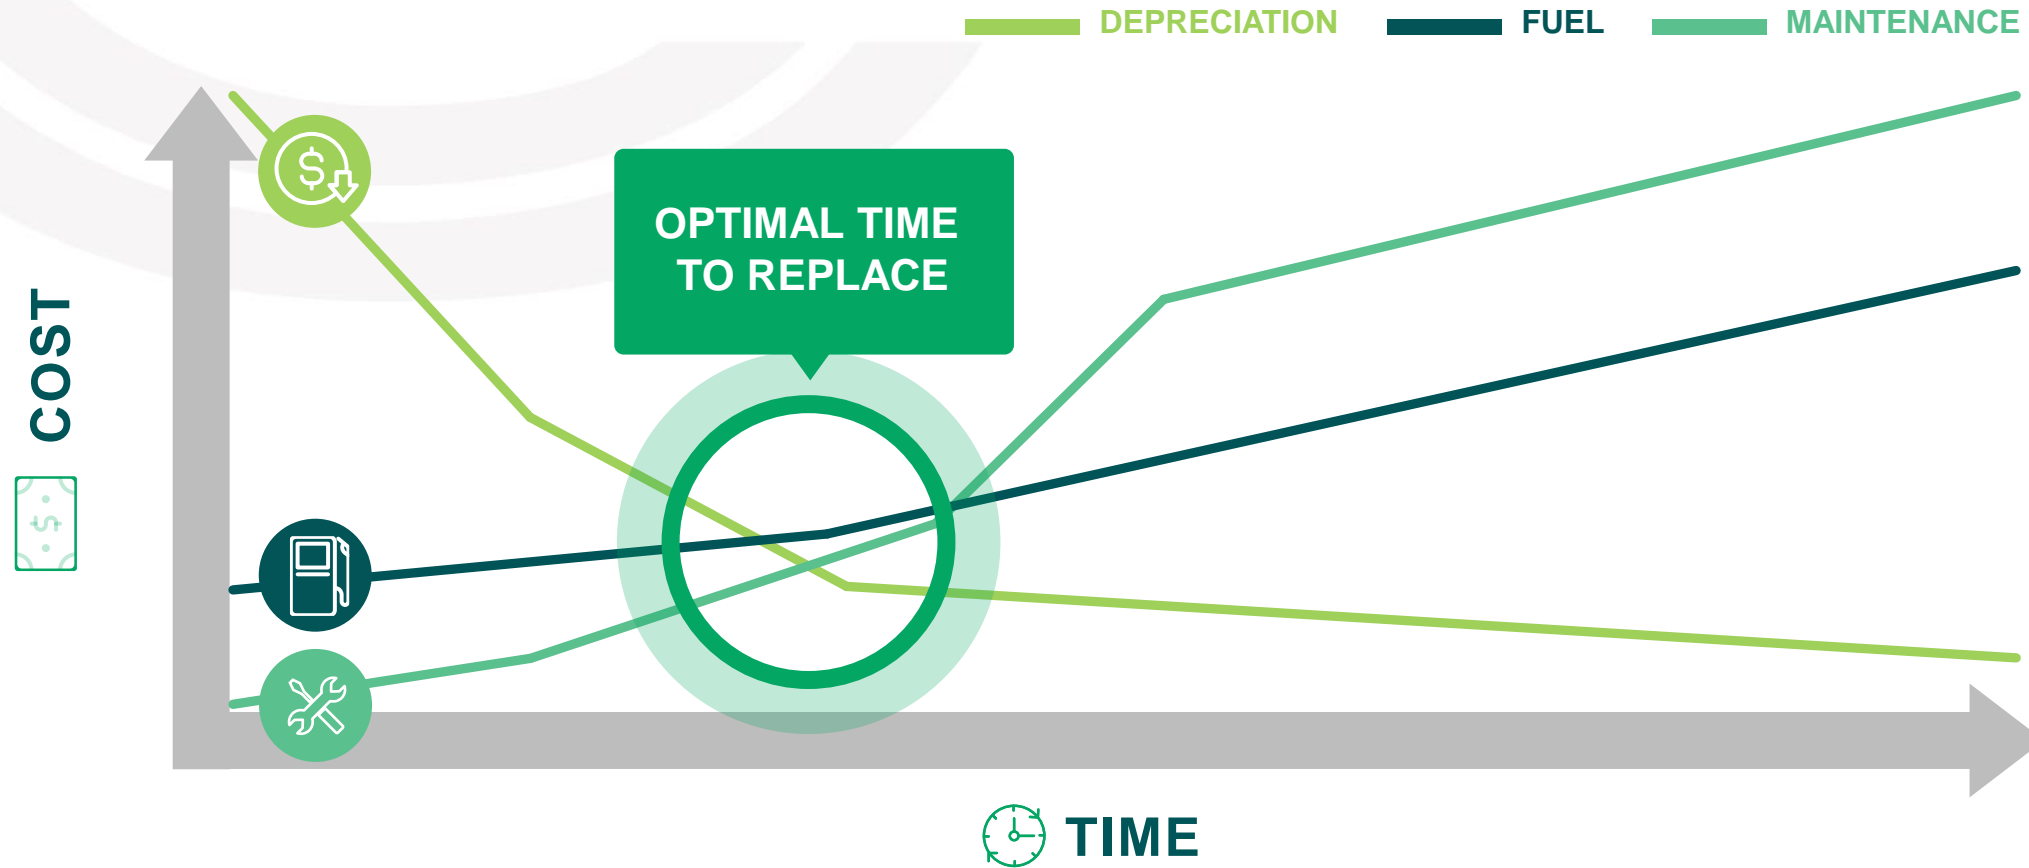 DEPRECIATION
FUEL
MAINTENANCE
OPTIMAL TIME
TO REPLACE
COST
$
$
TIME